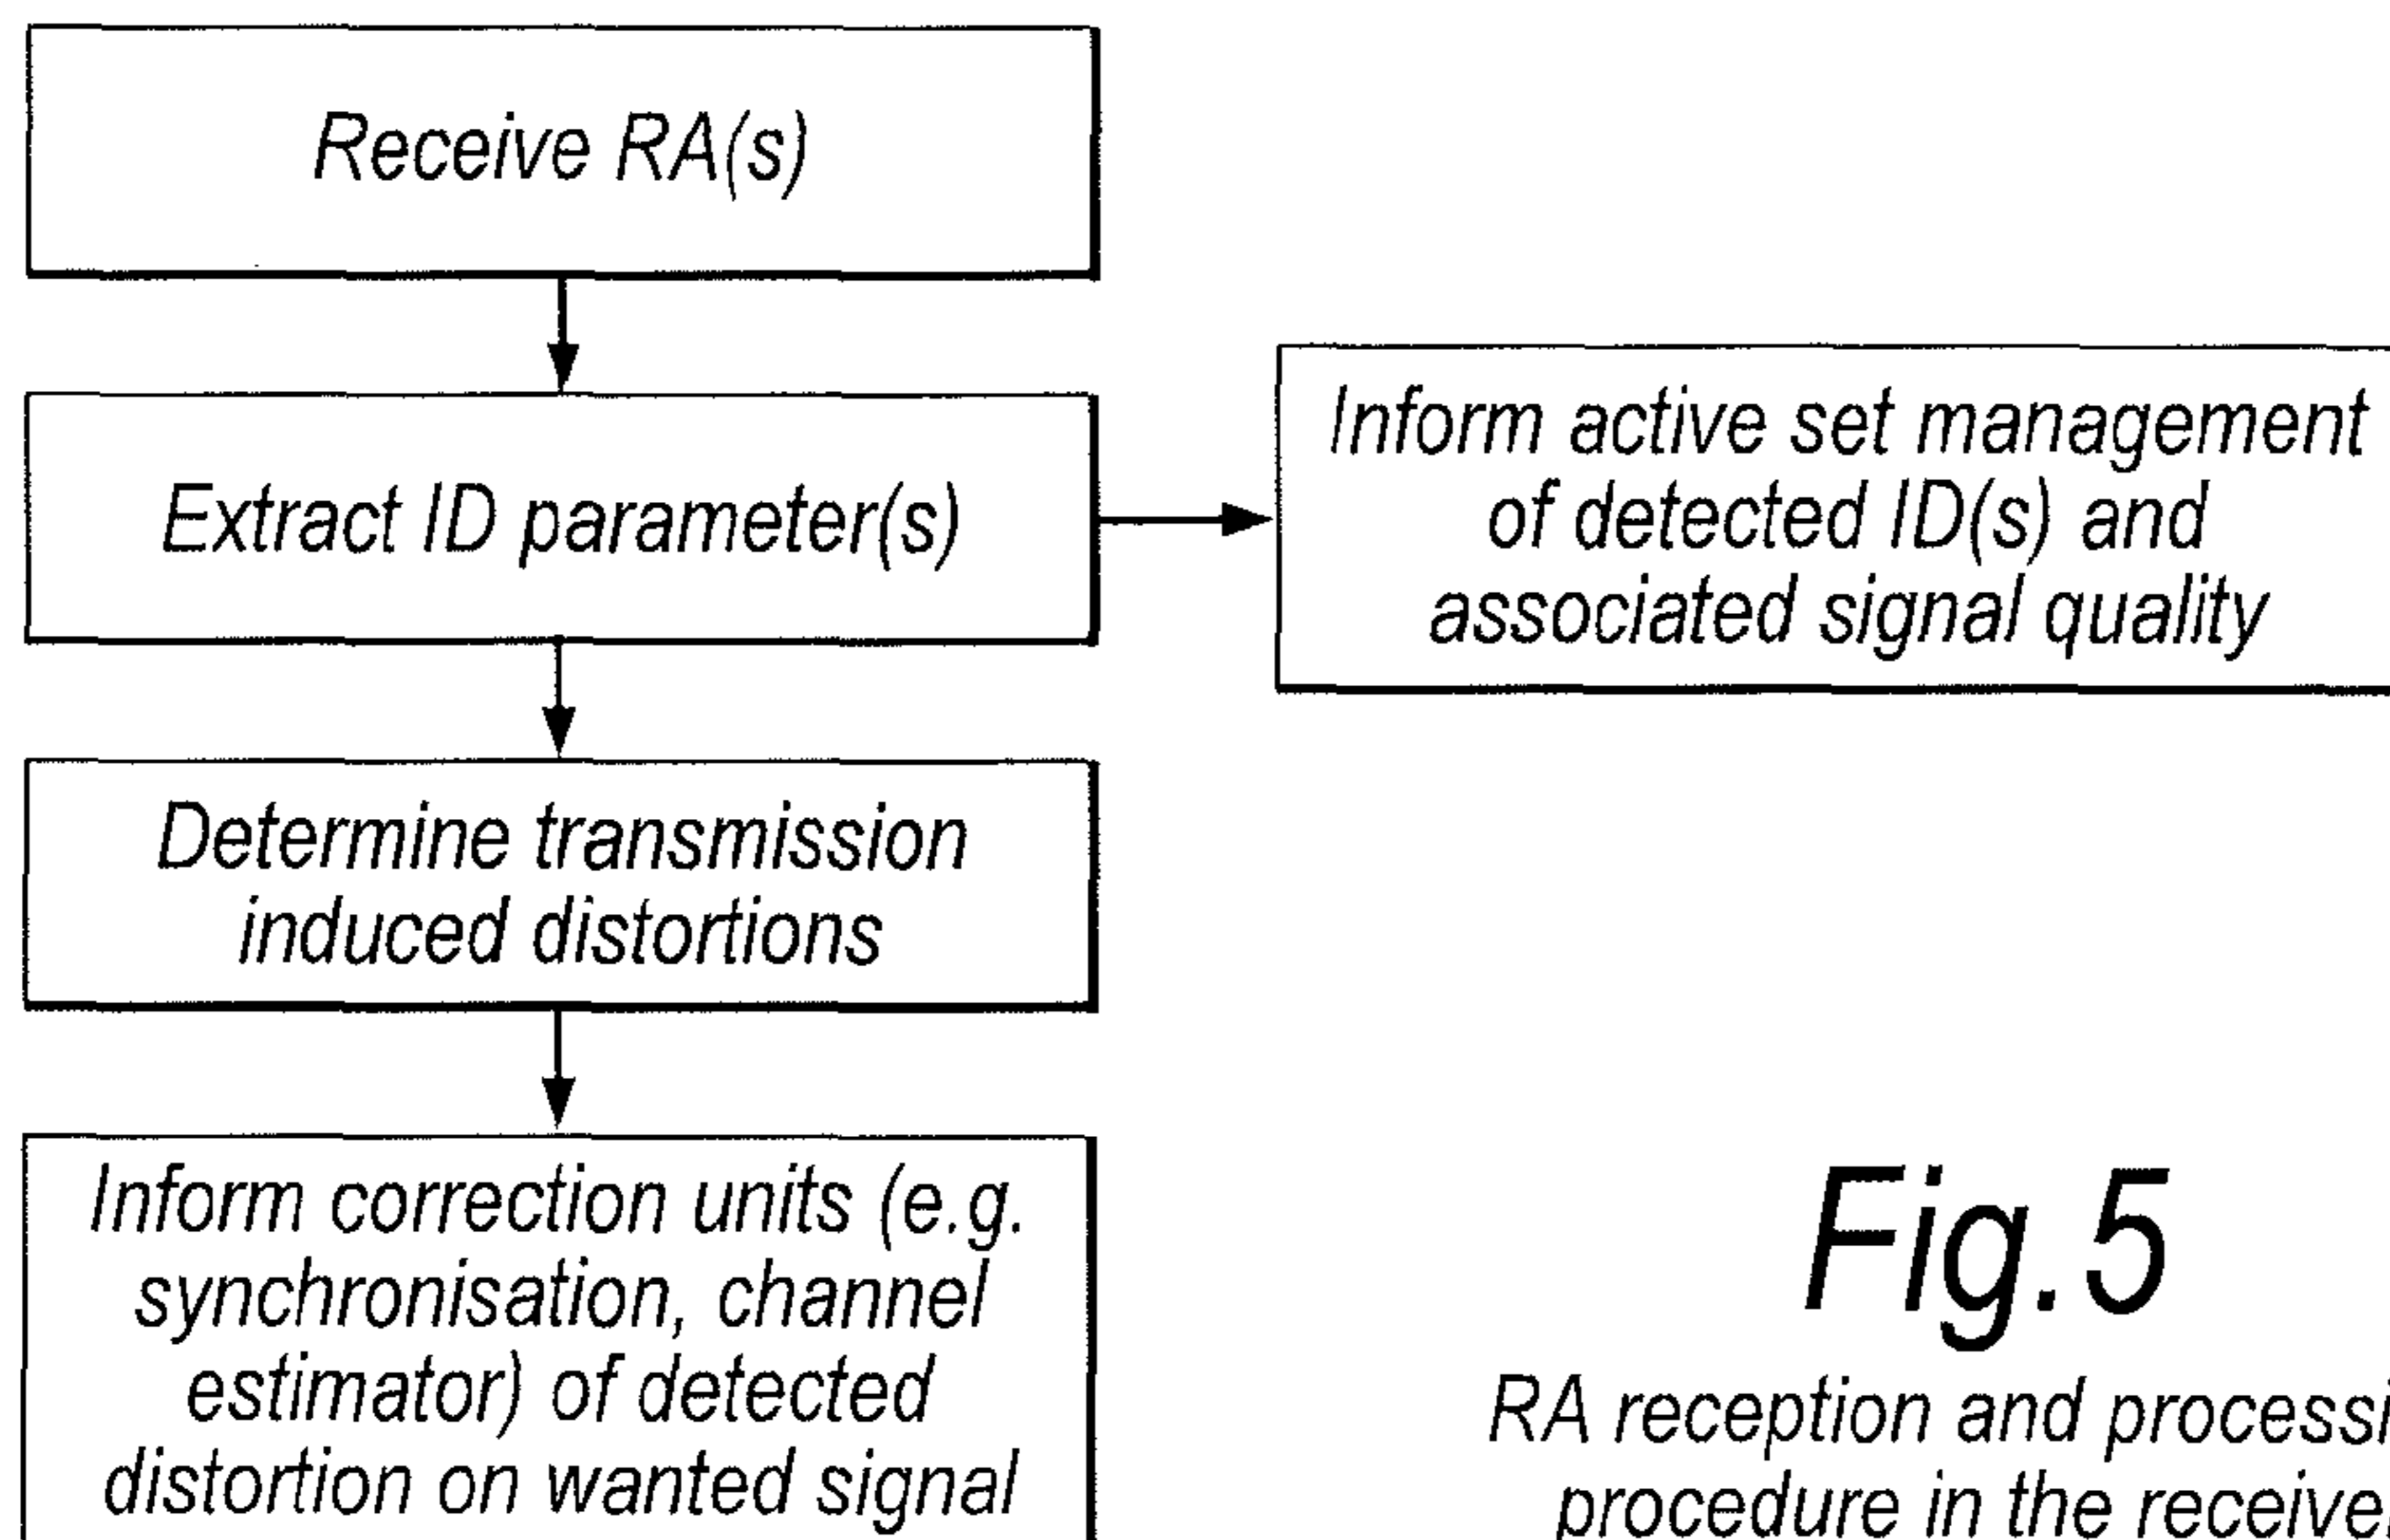 Receive RA(s)
Extract ID parameter(s)
Inform active set management
of detected ID(s) and
associated signal quality
Determine transmission
induced distortions
Inform correction units (e.g.
synchronisation, channel
estimator) of detected
distortion on wanted signal
Fig.5
RA reception and processi
procedure in the receive